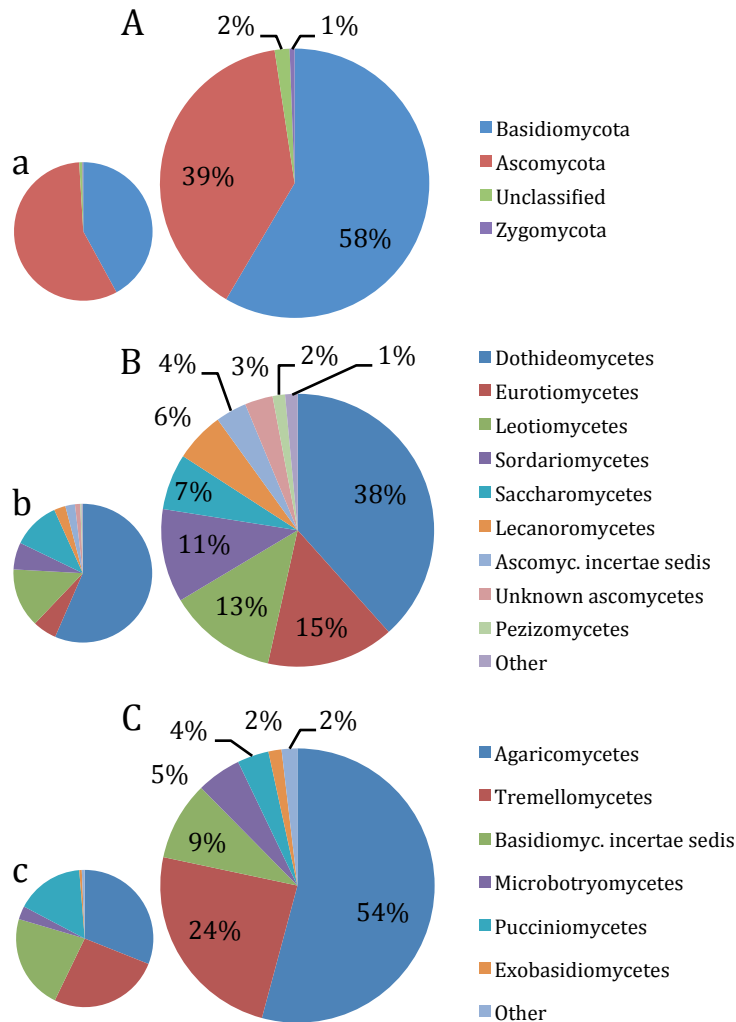 A
2%
1%
a
39%
58%
Basidiomycota
Ascomycota
Unclassified
Zygomycota
B
4%
3%
2%
1%
6%
b
7%
38%
11%
13%
15%
Dothideomycetes
Eurotiomycetes
Leotiomycetes
Sordariomycetes
Saccharomycetes
Lecanoromycetes
Ascomyc. incertae sedis
Unknown ascomycetes
Pezizomycetes
Other
C
4%
2%
2%
5%
c
9%
24%
54%
Agaricomycetes
Tremellomycetes
Basidiomyc. incertae sedis
Microbotryomycetes
Pucciniomycetes
Exobasidiomycetes
Other